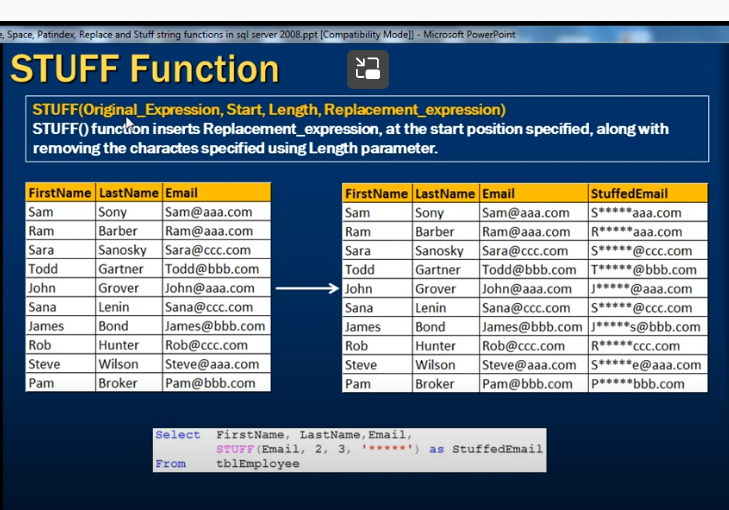 , Space, Patindex, Replace and Stuff string functions in sql server 2008.ppt [Compatibility Mode]] - Microsoft PowerPoint
STUFF Function
STUFF(Original_Expression, Start, Length, Replacement_expression)
STUFF() function inserts Replacement_expression, at the start position specified, along with
removing the charactes specified using Length parameter.
FirstName LastName Email
Sam Sony Sam@aaa.com
Ram Barber Ram@aaa.com
Sara Sanosky Sara@ccc.com
Todd Gartner Todd@bbb.com
John Grover John@aaa.com
Sana Lenin Sana@ccc.com
James Bond James@bbb.com
Rob Hunter Rob@ccc.com
Steve Wilson Steve@aaa.com
Pam Broker Pam@bbb.com
FirstName LastName Email StuffedEmail
Sam Sony Sam@aaa.com S*****aaa.com
Ram Barber Ram@aaa.com R*****aaa.com
Sara Sanosky Sara@ccc.com S*****@ccc.com
Todd Gartner Todd@bbb.com T*****@bbb.com
John Grover John@aaa.com J*****@aaa.com
Sana Lenin Sana@ccc.com S*****@ccc.com
James Bond James@bbb.com J*****s@bbb.com
Rob Hunter Rob@ccc.com R*****ccc.com
Steve Wilson Steve@aaa.com S*****e@aaa.com
Pam Broker Pam@bbb.com P*****bbb.com
Select FirstName, LastName,Email,
STUFF(Email, 2, 3, '*****') as StuffedEmail
From tblEmployee